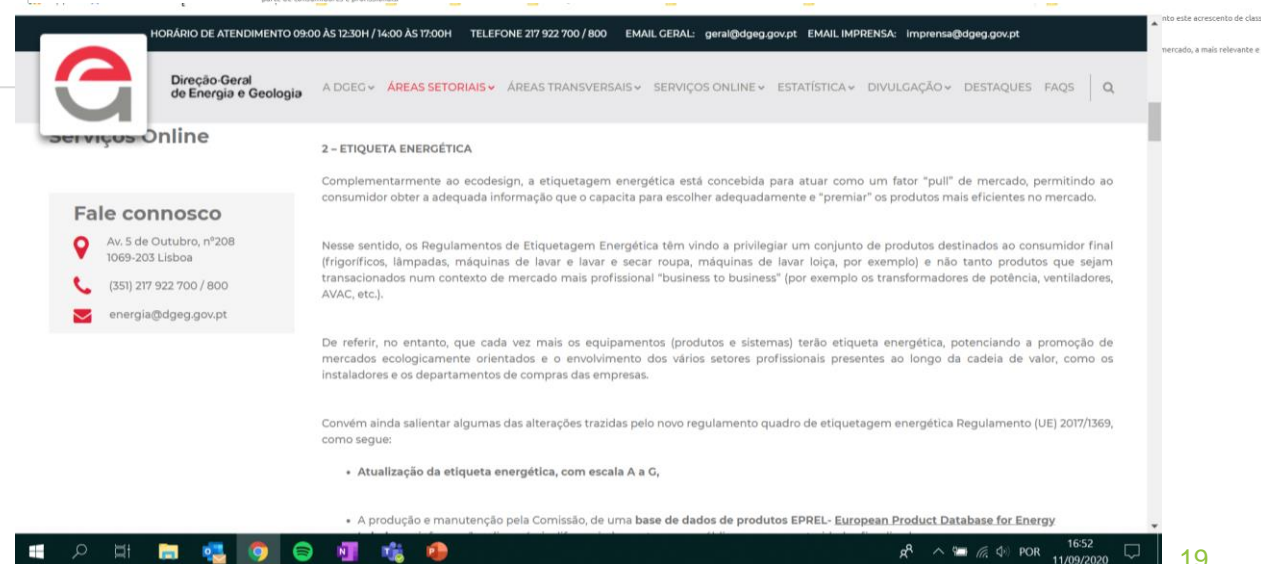 parte de consumidores e profissionais
nto este acrescento de class
mercado, a mais relevante e
HORÁRIO DE ATENDIMENTO 09:00 ÀS 12:30H / 14:00 ÀS 17:00H TELEFONE 217 922 700 / 800 EMAIL GERAL: geral@dgeg.gov.pt EMAIL IMPRENSA: imprensa@dgeg.gov.pt
Direção-Geral
de Energia e Geologia
A DGEG ÁREAS SETORIAIS ÁREAS TRANSVERSAIS SERVIÇOS ONLINE ESTATÍSTICA DIVULGAÇÃO DESTAQUES FAQS
Serviços Online
Fale connosco
Av. 5 de Outubro, nº208
1069-203 Lisboa
(351) 217 922 700 / 800
energia@dgeg.gov.pt
2 – ETIQUETA ENERGÉTICA
Complementarmente ao ecodesign, a etiquetagem energética está concebida para atuar como um fator “pull” de mercado, permitindo ao
consumidor obter a adequada informação que o capacita para escolher adequadamente e “premiar” os produtos mais eficientes no mercado.
Nesse sentido, os Regulamentos de Etiquetagem Energética têm vindo a privilegiar um conjunto de produtos destinados ao consumidor final
(frigoríficos, lâmpadas, máquinas de lavar e lavar e secar roupa, máquinas de lavar loiça, por exemplo) e não tanto produtos que sejam
transacionados num contexto de mercado mais profissional “business to business” (por exemplo os transformadores de potência, ventiladores,
AVAC, etc.).
De referir, no entanto, que cada vez mais os equipamentos (produtos e sistemas) terão etiqueta energética, potenciando a promoção de
mercados ecologicamente orientados e o envolvimento dos vários setores profissionais presentes ao longo da cadeia de valor, como os
instaladores e os departamentos de compras das empresas.
Convém ainda salientar algumas das alterações trazidas pelo novo regulamento quadro de etiquetagem energética Regulamento (UE) 2017/1369,
como segue:
• Atualização da etiqueta energética, com escala A a G,
• A produção e manutenção pela Comissão, de uma base de dados de produtos EPREL- European Product Database for Energy
POR
16:52
11/09/2020
19